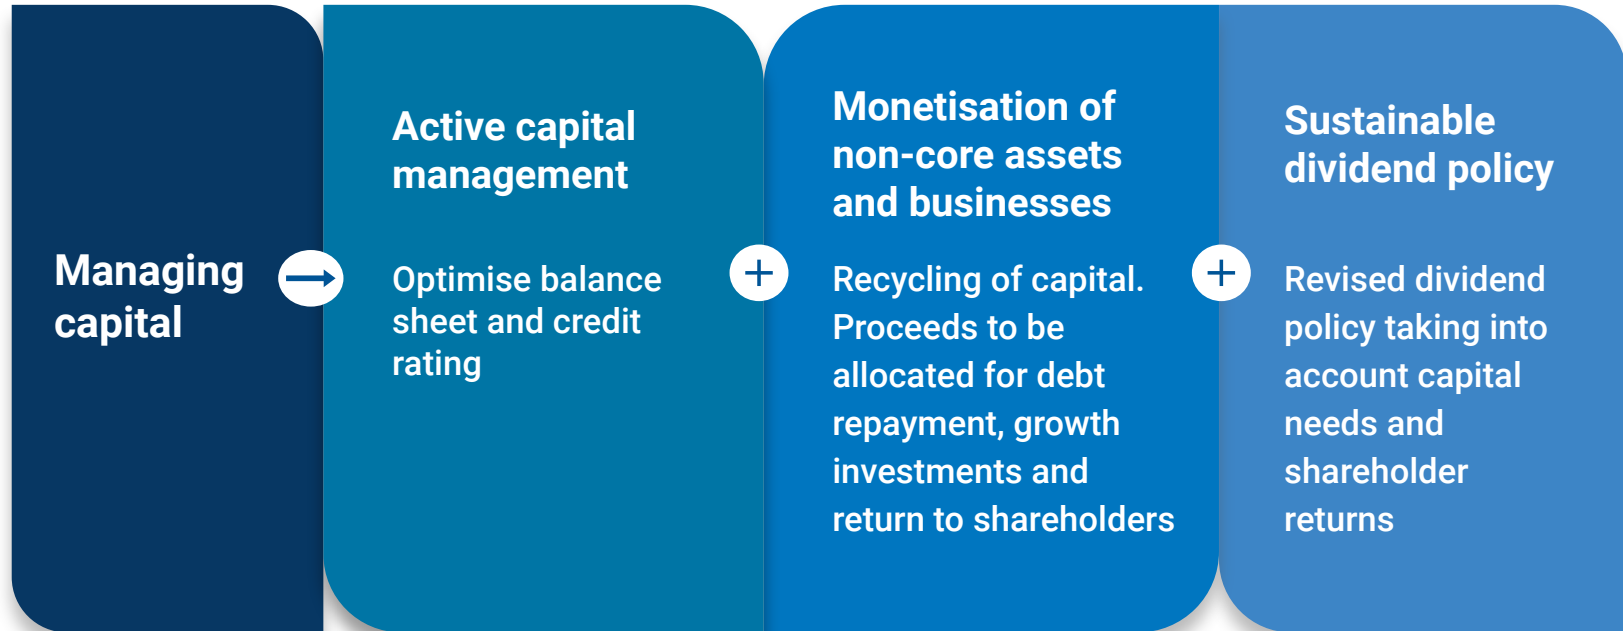 Managing
capital
Active capital
management
Optimise balance
sheet and credit
rating
Monetisation of
non-core assets
and businesses
Recycling of capital.
Proceeds to be
allocated for debt
repayment, growth
investments and
return to shareholders
Sustainable
dividend policy
Revised dividend
policy taking into
account capital
needs and
shareholder
returns